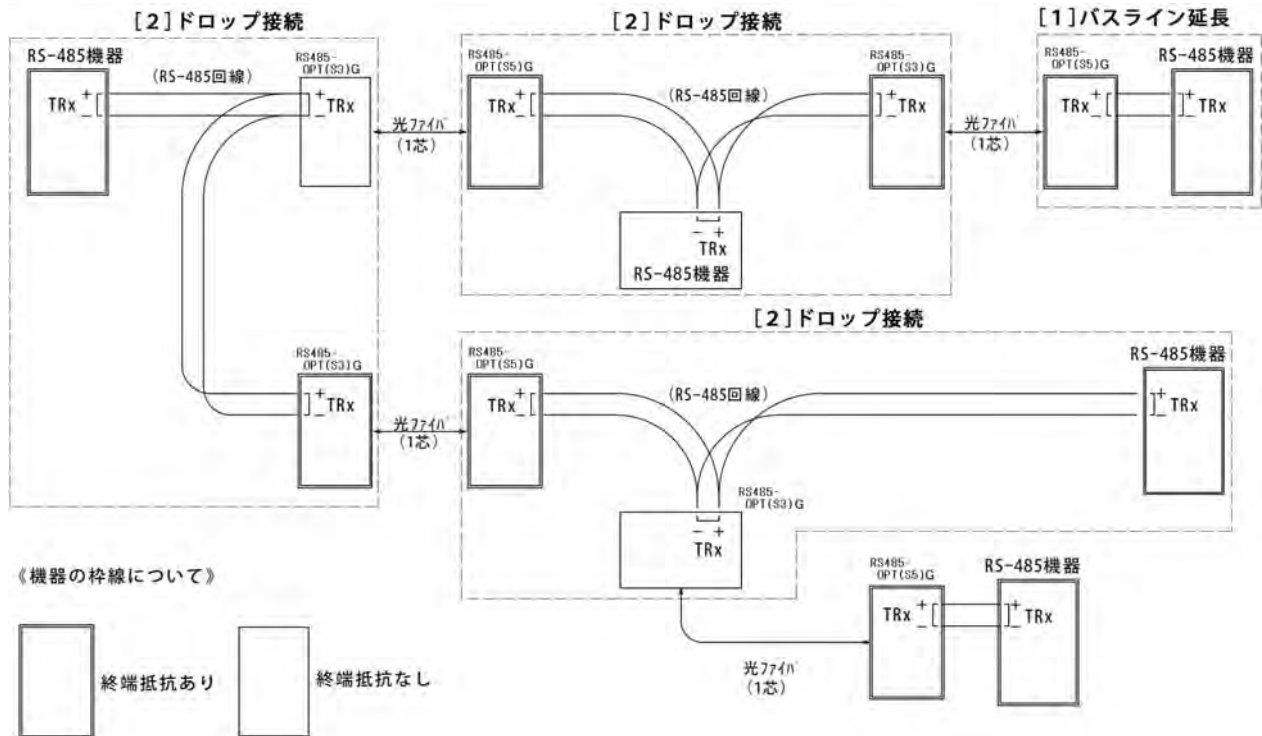 [2]ドロップ接続
RS-485機器
TRx
+
−
(RS-485回線)
RS485-
OPT(S3)G
+
−
TRx
光ファイバ
(1芯)
RS485-
OPT(S3)G
+
−
TRx
光ファイバ
(1芯)
[2]ドロップ接続
RS485-
OPT(S5)G
TRx
+
−
(RS-485回線)
RS485-
OPT(S3)G
+
−
TRx
− +
TRx
RS-485機器
光ファイバ
(1芯)
[1]バスライン延長
RS485-
OPT(S5)G
TRx
+
−
RS-485機器
+
−
TRx
[2]ドロップ接続
RS485-
OPT(S5)G
TRx
+
−
(RS-485回線)
RS-485機器
+
−
TRx
RS485-
OPT(S3)G
− +
TRx
光ファイバ
(1芯)
RS485-
OPT(S5)G
TRx
+
−
RS-485機器
+
−
TRx
《機器の枠線について》
終端抵抗あり
終端抵抗なし